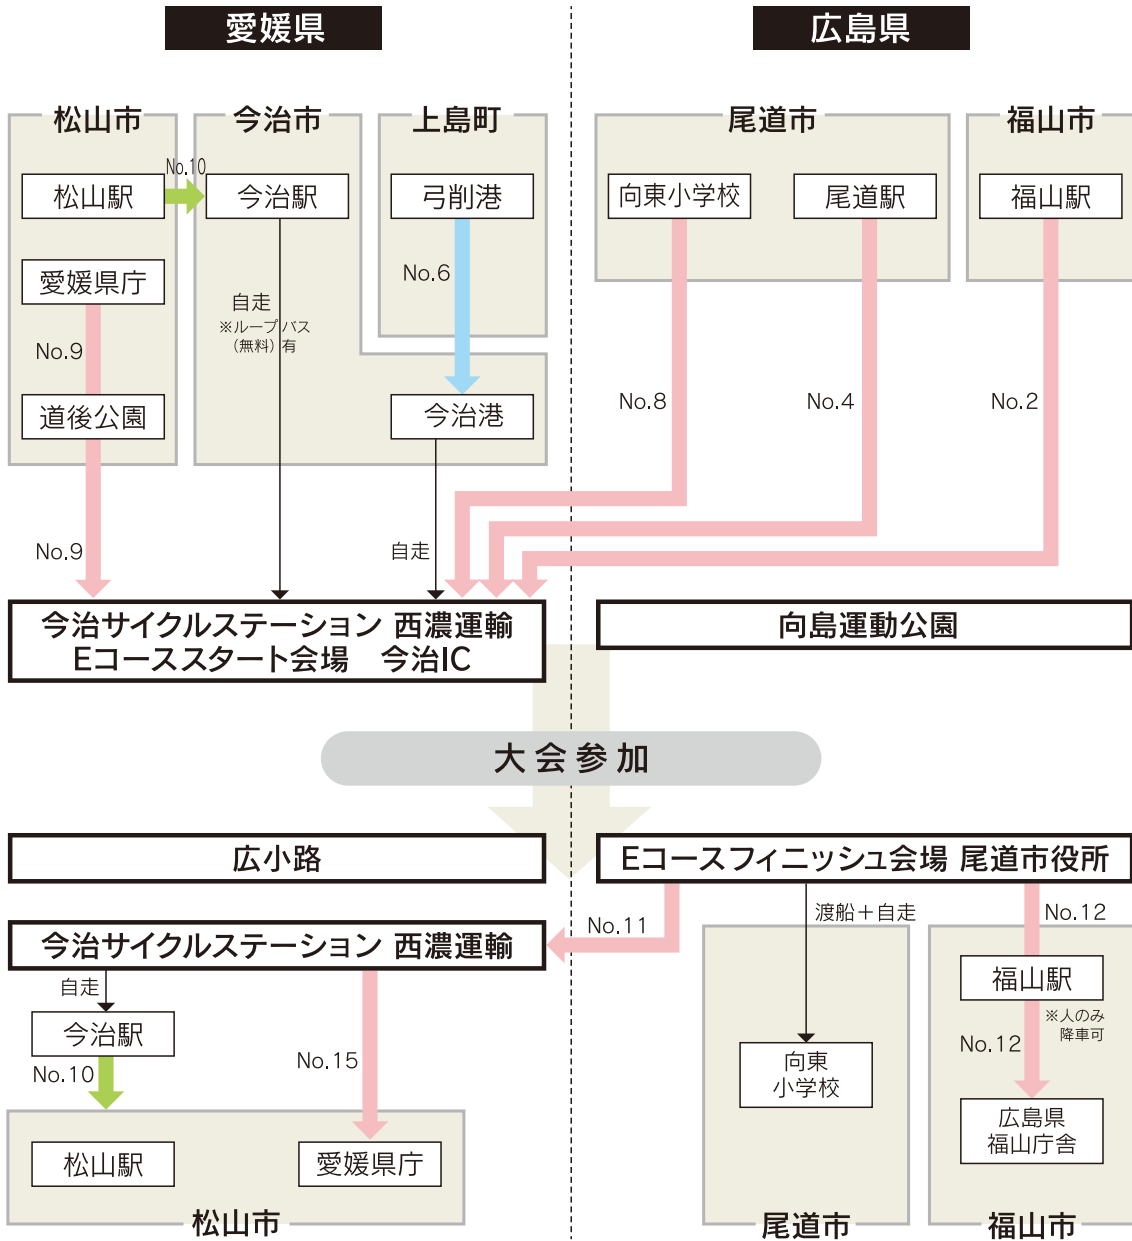 愛媛県
広島県
松山市
今治市
上島町
尾道市
福山市
松山駅
No.10
今治駅
弓削港
向東小学校
尾道駅
福山駅
愛媛県庁
No.6
自走
※ループバス
(無料)有
No.9
道後公園
今治港
No.8
No.4
No.2
No.9
自走
今治サイクルステーション 西濃運輸
Eコーススタート会場 今治IC
向島運動公園
大会参加
広小路
Eコースフィニッシュ会場 尾道市役所
No.11
渡船+自走
No.12
今治サイクルステーション 西濃運輸
自走
今治駅
No.10
No.15
福山駅
※人のみ
降車可
No.12
向東
小学校
広島県
福山庁舎
松山駅
愛媛県庁
松山市
尾道市
福山市